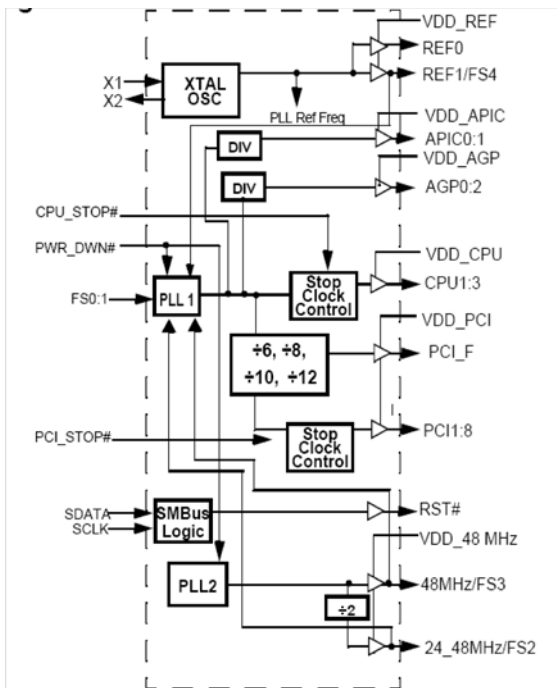 VDD_REF
REF0
X1
XTAL
OSC
REF1/FS4
X2
PLL Ref Freq
VDD_APIC
DIV
APIC0:1
VDD_AGP
DIV
AGP0:2
CPU_STOP#
PWR_DWN#
VDD_CPU
FS0:1
PLL 1
Stop
Clock
Control
CPU1:3
VDD_PCI
÷6, ÷8,
÷10, ÷12
PCI_F
PCI_STOP#
Stop
Clock
Control
PCI1:8
SDATA
SCLK
SMBus
Logic
RST#
VDD_48 MHz
PLL2
48MHz/FS3
÷2
24_48MHz/FS2